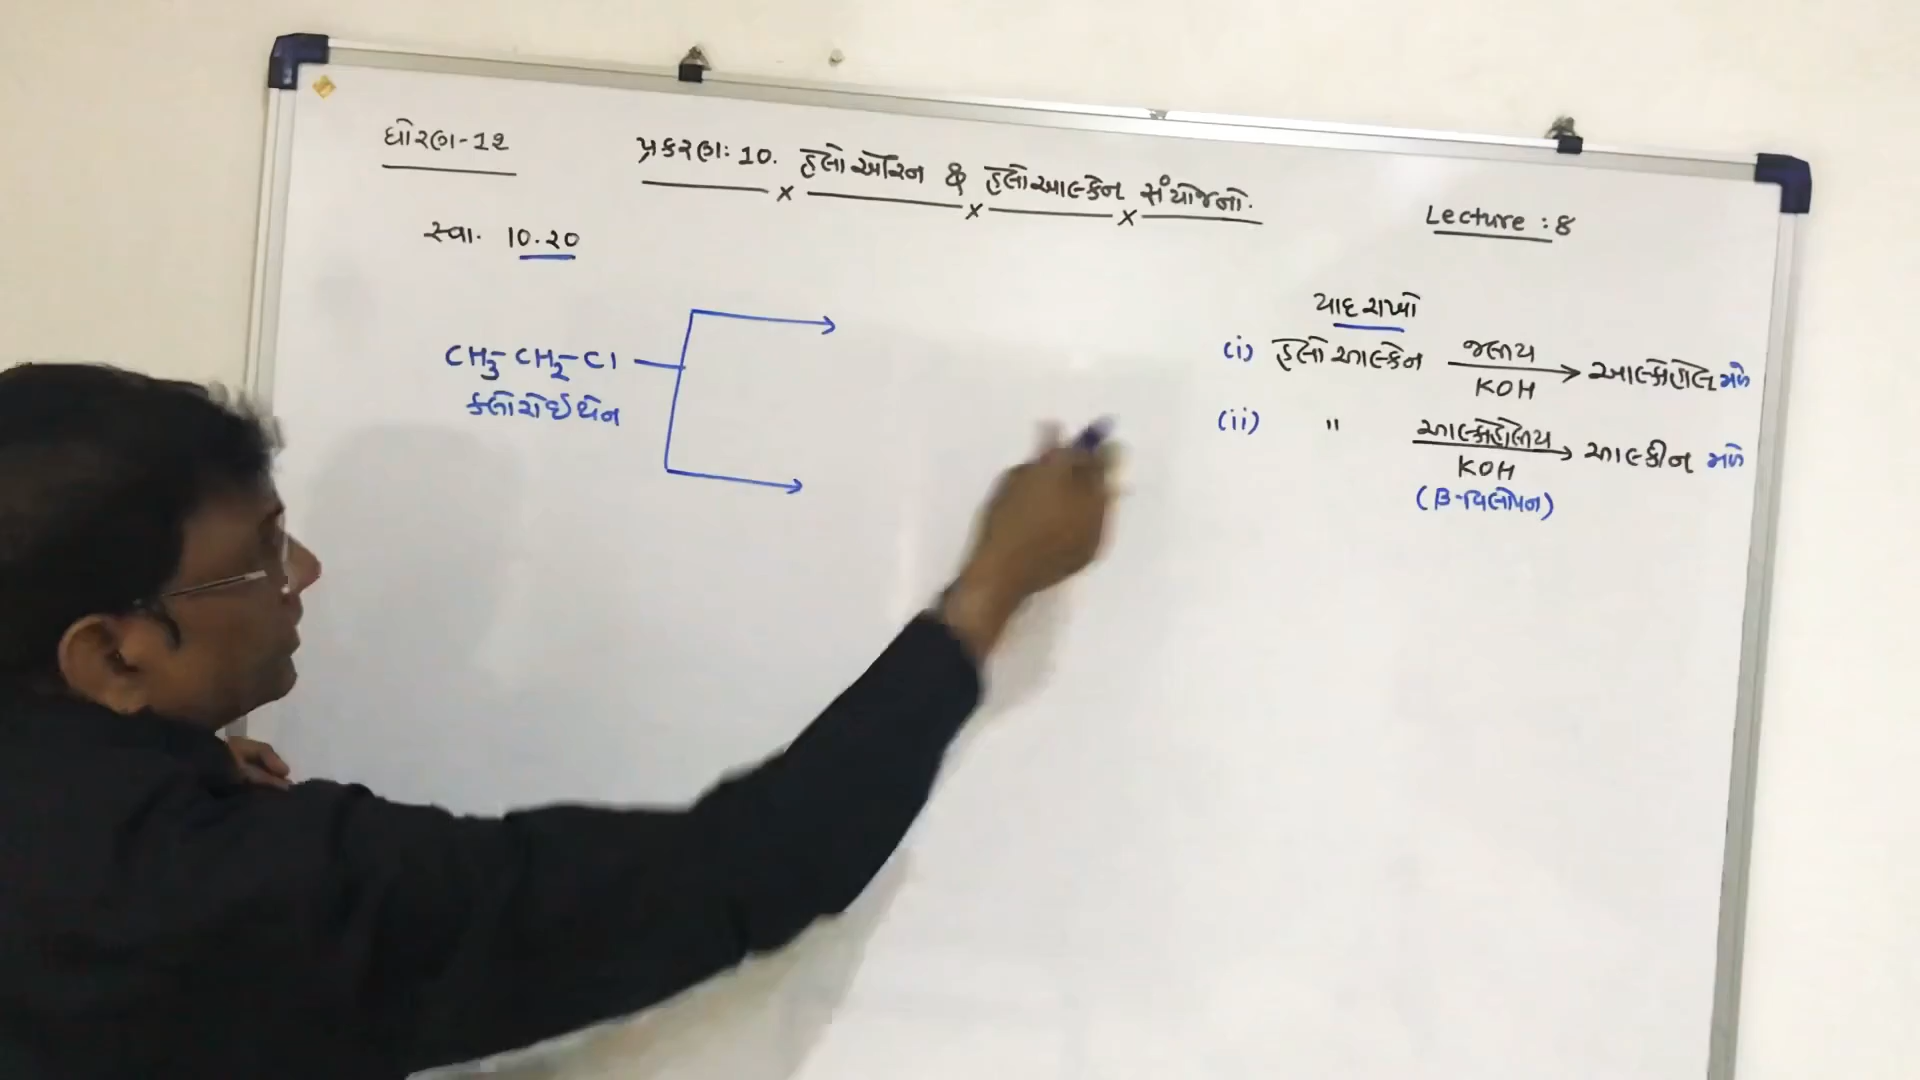 ધોરણ-૧૨
પ્રકરણ: 10. હેલોએરિન & હેલોઆલ્કેન સંયોજનો.
Lecture : 8
સ્વા. 10.20
CH₃-CH₂-Cl
ક્લોરોઈથેન
યાદ રાખો
(i) હેલોઆલ્કેન જલીય KOH → આલ્કોહોલ મળે
(ii) " આલ્કોહોલીય KOH → આલ્કીન મળે
(β-વિલોપન)